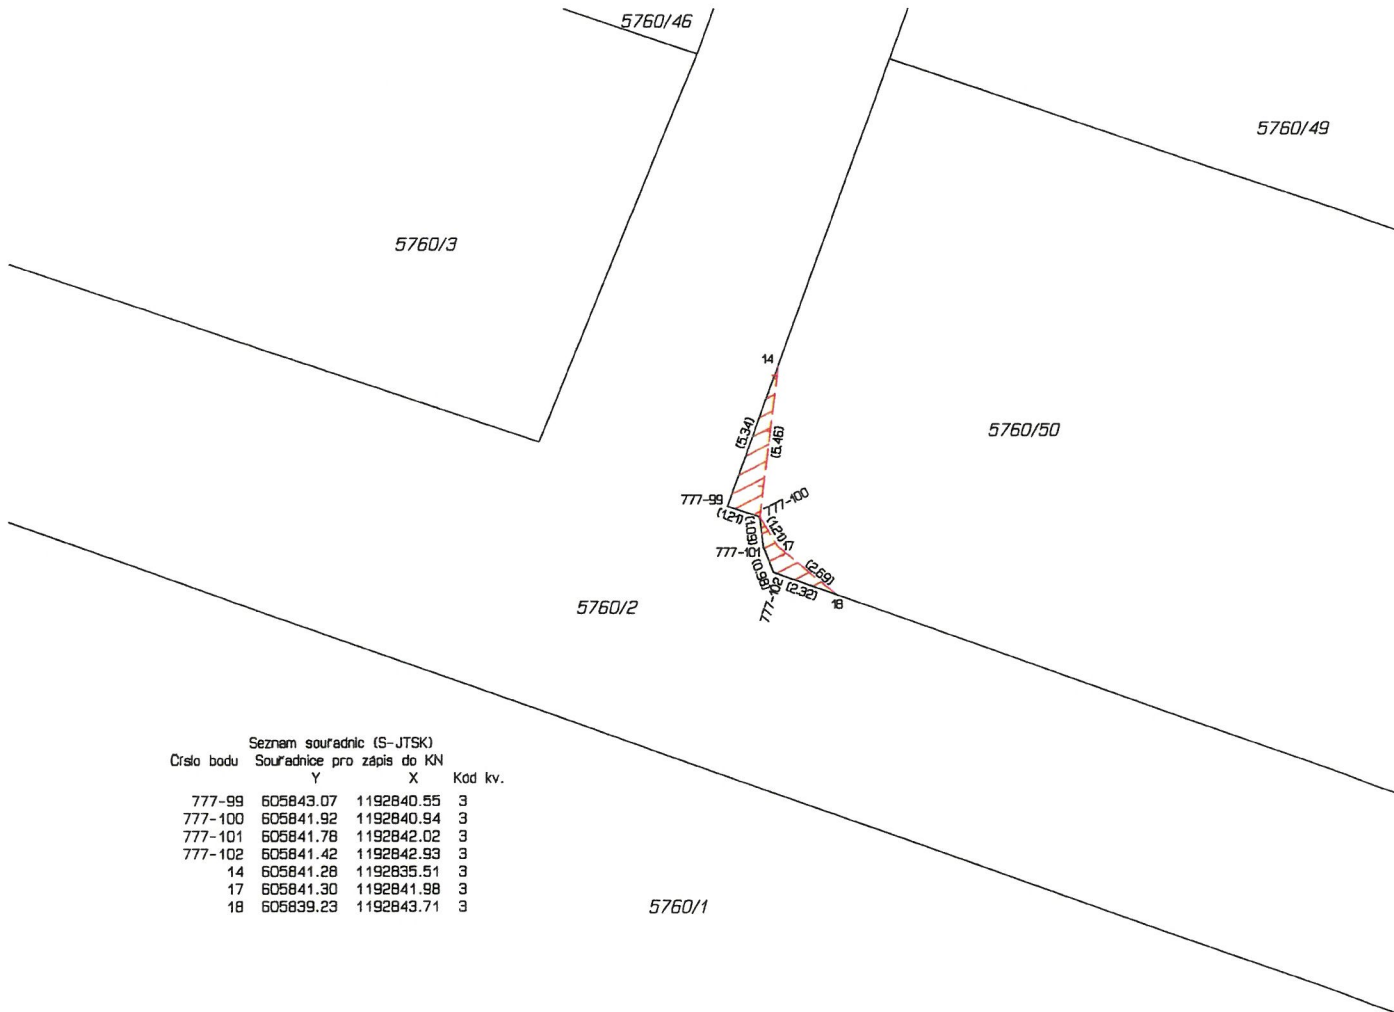 5760/46
5760/49
5760/3
14
(5.34)
(5.46)
5760/50
777-99
777-100
(1.21)
(1.09)
(1.21)
17
777-101
(0.98)
(2.69)
777-102
(2.32)
18
5760/2
Seznam souřadnic (S-JTSK)
Číslo bodu Souřadnice pro zápis do KN
Y X Kód kv.
777-99 605843.07 1192840.55 3
777-100 605841.92 1192840.94 3
777-101 605841.78 1192842.02 3
777-102 605841.42 1192842.93 3
14 605841.28 1192835.51 3
17 605841.30 1192841.98 3
18 605839.23 1192843.71 3
5760/1